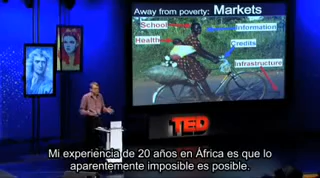 Away from poverty: Markets
School
Information
Health
Credits
Infrastructure
TED
Mi experiencia de 20 años en África es que lo
aparentemente imposible es posible.